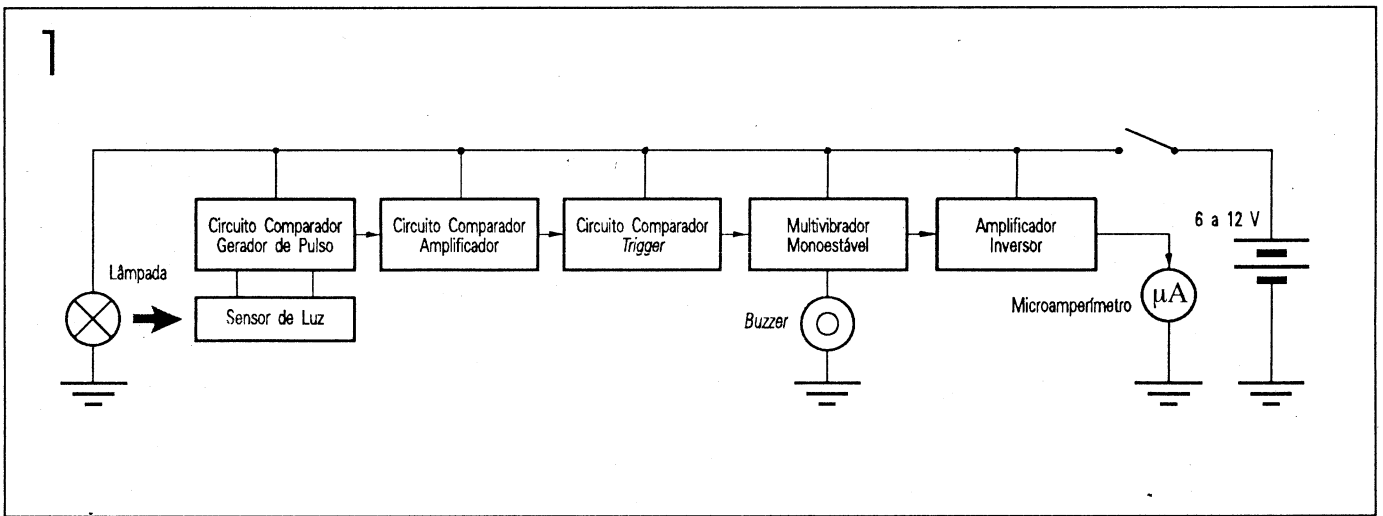 1
Circuito Comparador
Gerador de Pulso
Circuito Comparador
Amplificador
Circuito Comparador
Trigger
Multivibrador
Monoestável
Amplificador
Inversor
6 a 12 V
Lâmpada
Sensor de Luz
Buzzer
Microamperímetro
μA